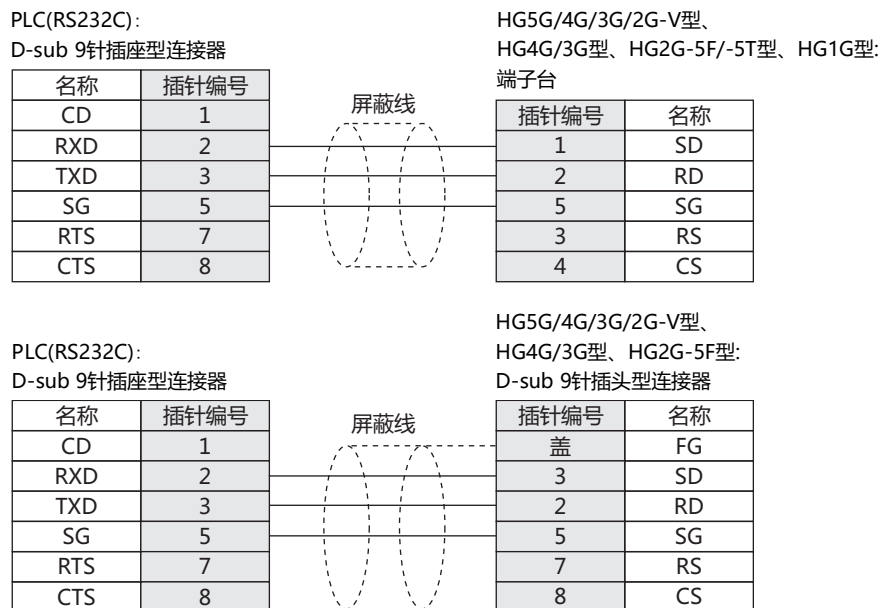 PLC(RS232C):
D-sub 9针插座型连接器
HG5G/4G/3G/2G-V型、
HG4G/3G型、HG2G-5F/-5T型、HG1G型:
端子台
名称 插针编号
CD 1
RXD 2
TXD 3
SG 5
RTS 7
CTS 8
屏蔽线
插针编号 名称
1 SD
2 RD
5 SG
3 RS
4 CS
PLC(RS232C):
D-sub 9针插座型连接器
HG5G/4G/3G/2G-V型、
HG4G/3G型、HG2G-5F型:
D-sub 9针插头型连接器
名称 插针编号
CD 1
RXD 2
TXD 3
SG 5
RTS 7
CTS 8
屏蔽线
插针编号 名称
盖 FG
3 SD
2 RD
5 SG
7 RS
8 CS